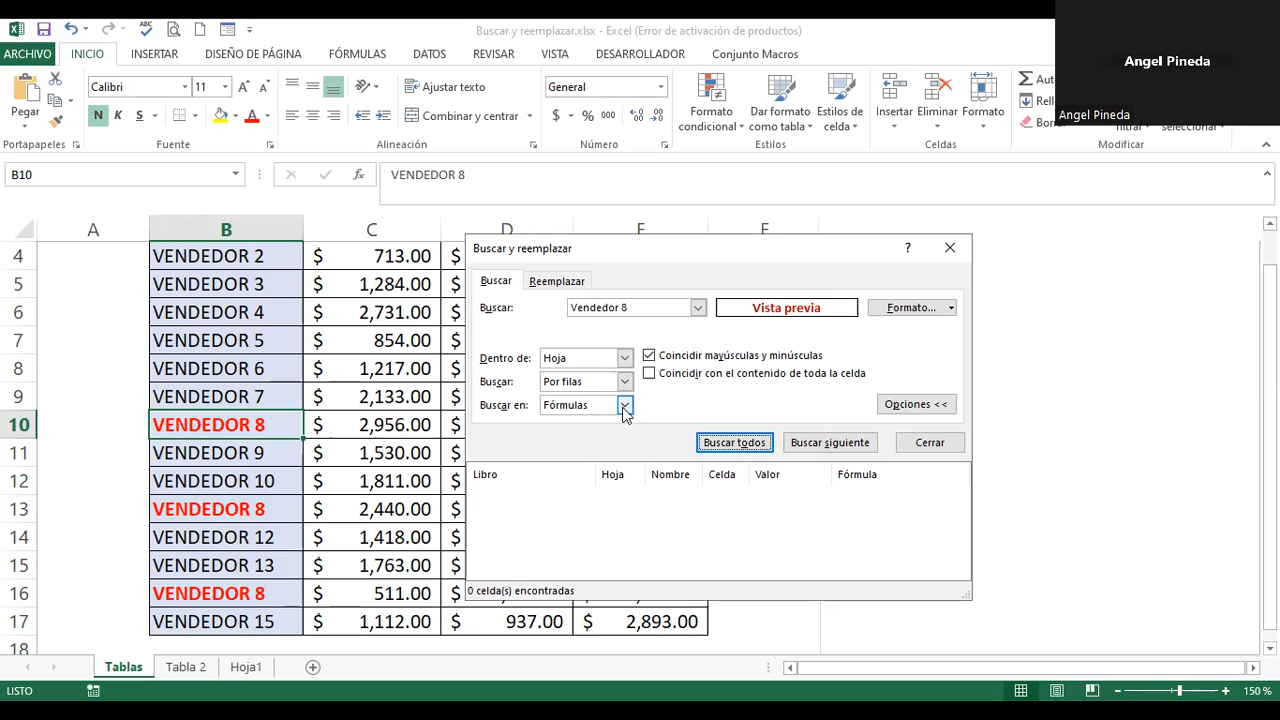 Buscar y reemplazar.xlsx - Excel (Error de activación de productos)
Angel Pineda
Angel Pineda
ARCHIVO INICIO INSERTAR DISEÑO DE PÁGINA FÓRMULAS DATOS REVISAR VISTA DESARROLLADOR Conjunto Macros
Pegar
Portapapeles
Calibri 11
N K S
Fuente
Ajustar texto
Combinar y centrar
Alineación
General
$ % 000
Número
Formato condicional
Dar formato como tabla
Estilos de celda
Estilos
Insertar Eliminar Formato
Celdas
Modificar
B10
VENDEDOR 8
A B C D E F
4 VENDEDOR 2 $ 713.00 $
5 VENDEDOR 3 $ 1,284.00 $
6 VENDEDOR 4 $ 2,731.00 $
7 VENDEDOR 5 $ 854.00 $
8 VENDEDOR 6 $ 1,217.00 $
9 VENDEDOR 7 $ 2,133.00 $
10 VENDEDOR 8 $ 2,956.00 $
11 VENDEDOR 9 $ 1,530.00 $
12 VENDEDOR 10 $ 1,811.00 $
13 VENDEDOR 8 $ 2,440.00 $
14 VENDEDOR 12 $ 1,418.00 $
15 VENDEDOR 13 $ 1,763.00 $
16 VENDEDOR 8 $ 511.00 $
17 VENDEDOR 15 $ 1,112.00 $ 937.00 $ 2,893.00
18
Buscar y reemplazar
Buscar Reemplazar
Buscar: Vendedor 8 Vista previa Formato...
Dentro de: Hoja Coincidir mayúsculas y minúsculas
Buscar: Por filas Coincidir con el contenido de toda la celda
Buscar en: Fórmulas Opciones <<
Buscar todos Buscar siguiente Cerrar
Libro Hoja Nombre Celda Valor Fórmula
0 celda(s) encontradas
Tablas Tabla 2 Hoja1
LISTO
150 %